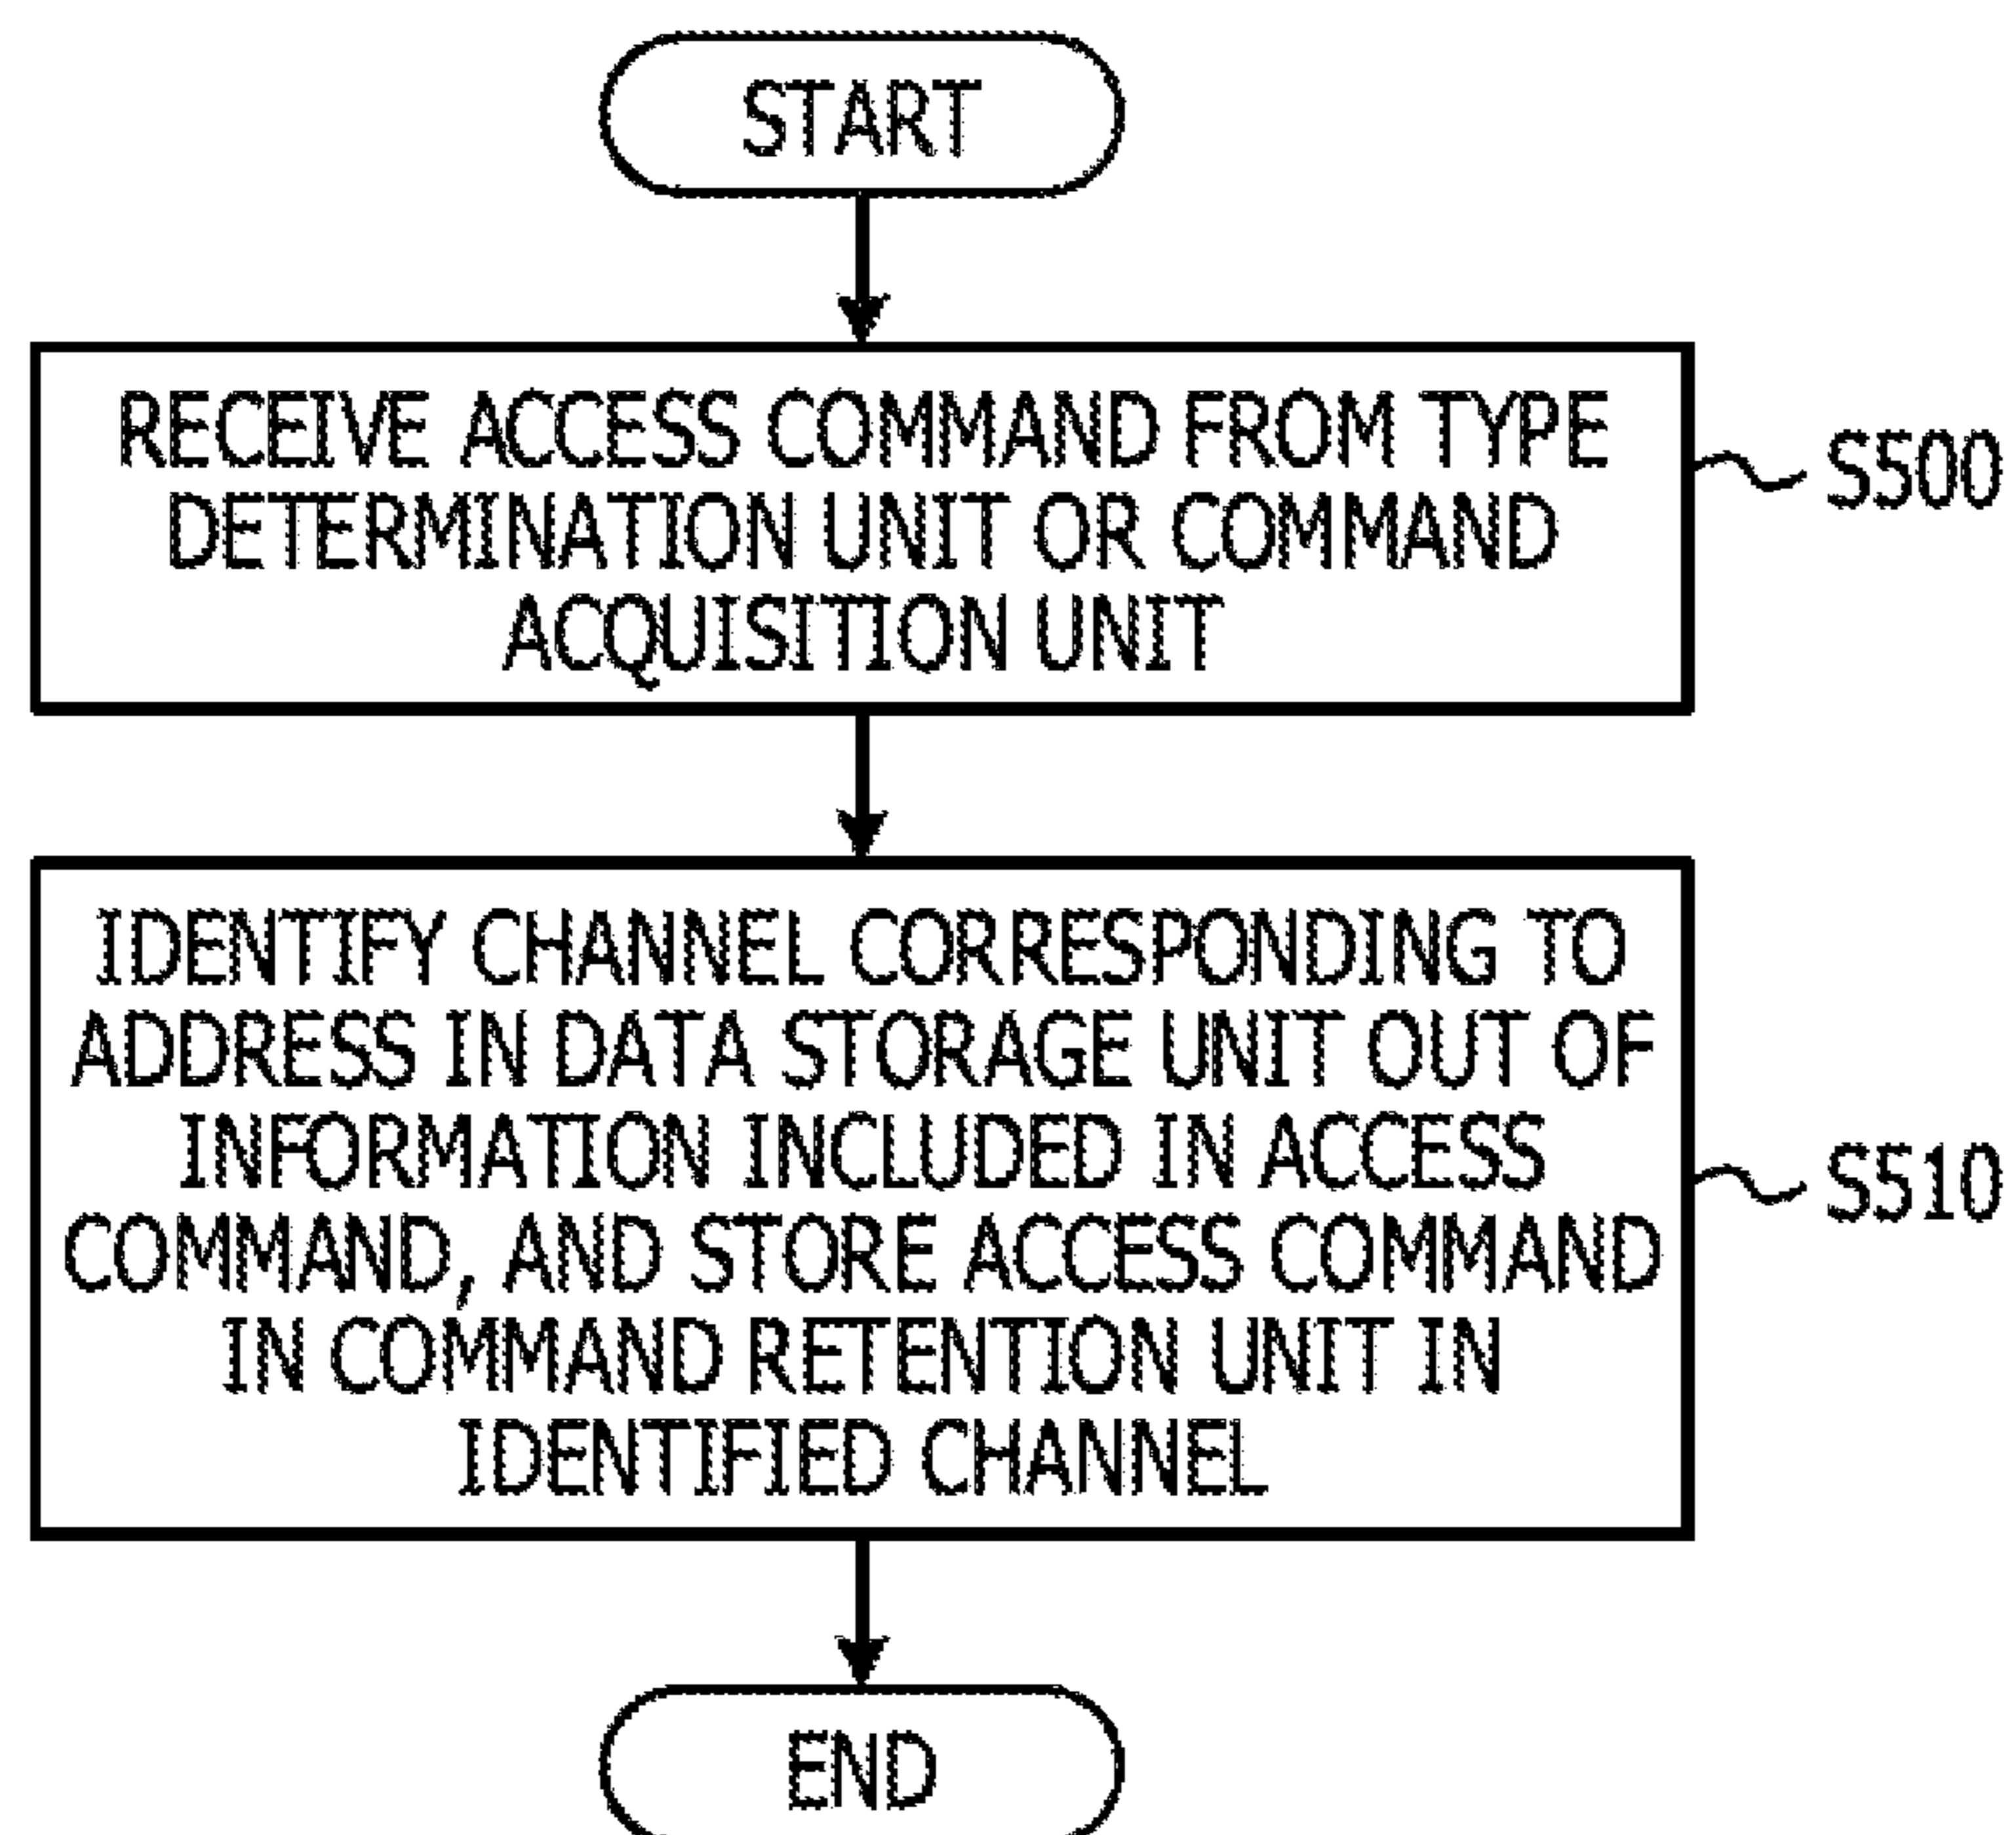 START
RECEIVE ACCESS COMMAND FROM TYPE
DETERMINATION UNIT OR COMMAND
ACQUISITION UNIT
S500
IDENTIFY CHANNEL CORRESPONDING TO
ADDRESS IN DATA STORAGE UNIT OUT OF
INFORMATION INCLUDED IN ACCESS
COMMAND, AND STORE ACCESS COMMAND
IN COMMAND RETENTION UNIT IN
IDENTIFIED CHANNEL
S510
END